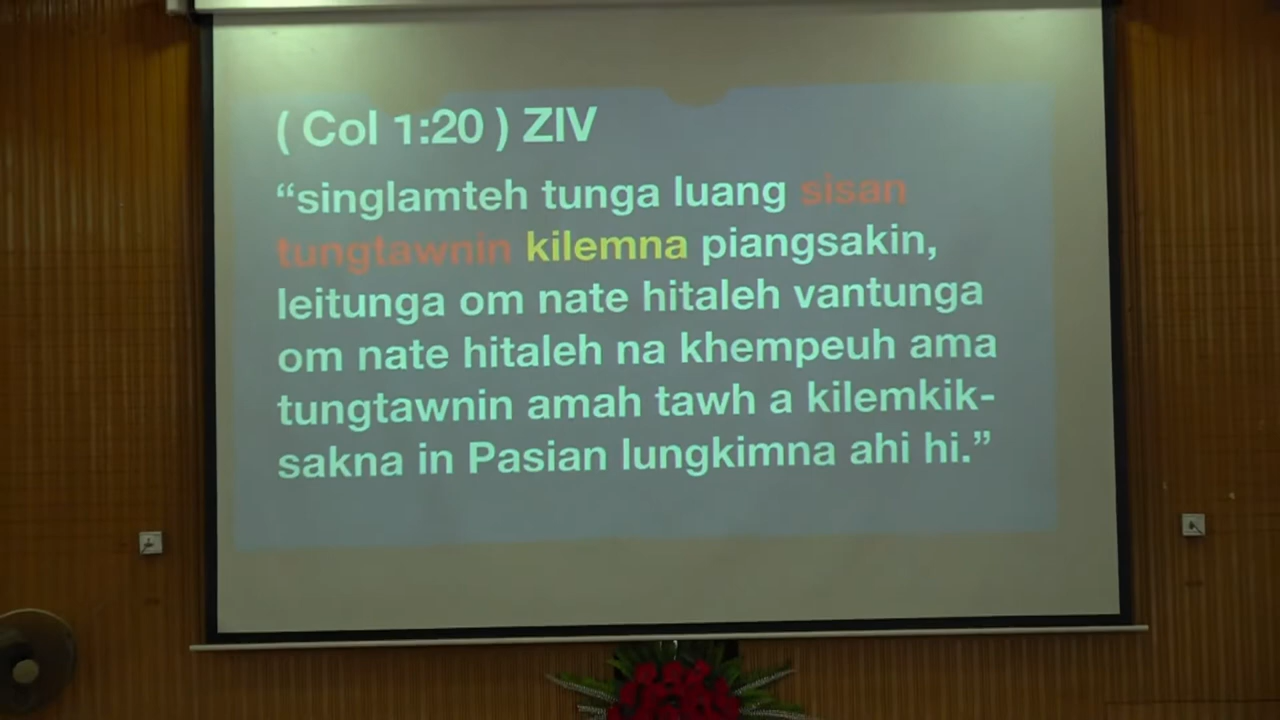 ( Col 1:20 ) ZIV
“singlamteh tunga luang sisan
tungtawnin kilemna piangsakin,
leitunga om nate hitaleh vantunga
om nate hitaleh na khempeuh ama
tungtawnin amah tawh a kilemkik-
sakna in Pasian lungkimna ahi hi.”